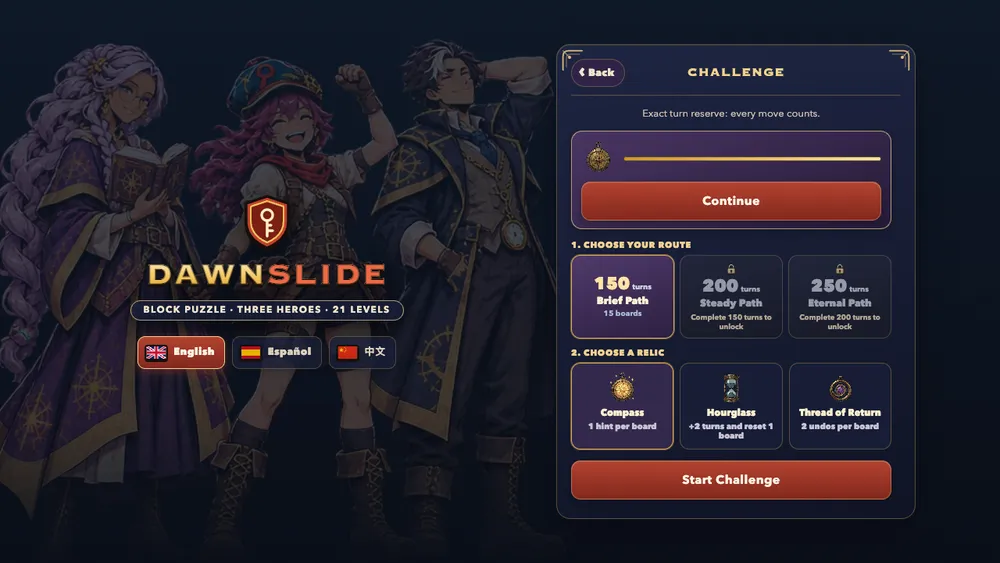 DAWNSLIDE
BLOCK PUZZLE · THREE HEROES · 21 LEVELS
English
Español
中文
Back
CHALLENGE
Exact turn reserve: every move counts.
Continue
1. CHOOSE YOUR ROUTE
150 turns
Brief Path
15 boards
200 turns
Steady Path
Complete 150 turns to
unlock
250 turns
Eternal Path
Complete 200 turns to
unlock
2. CHOOSE A RELIC
Compass
1 hint per board
Hourglass
+2 turns and reset 1
board
Thread of Return
2 undos per board
Start Challenge